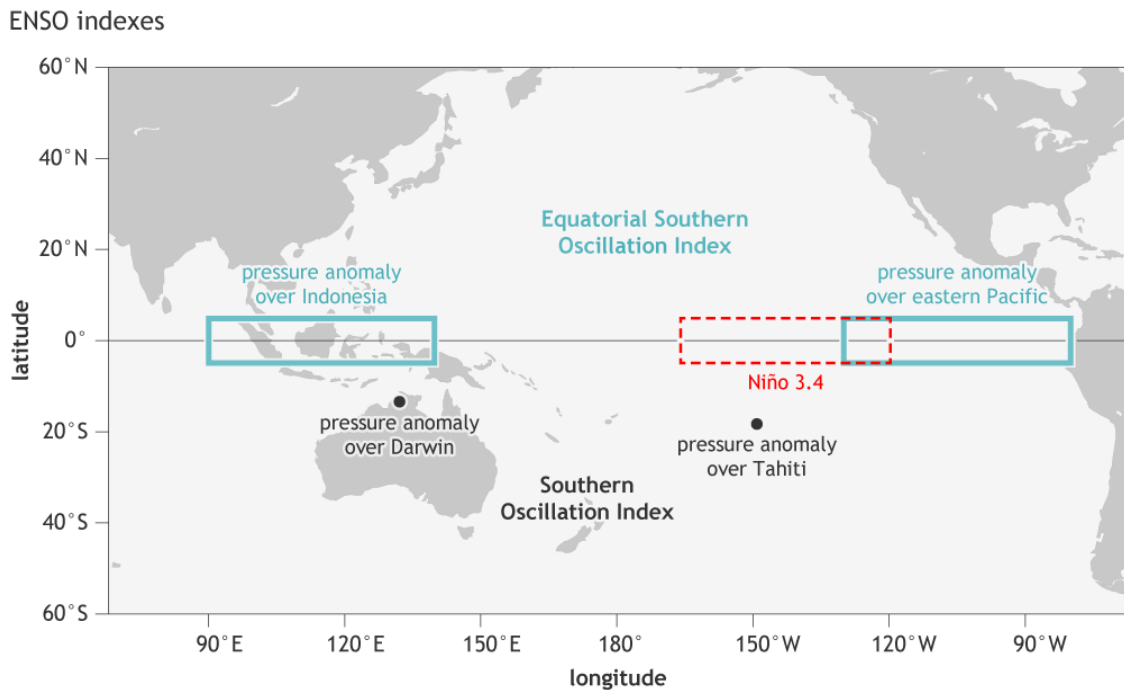 ENSO indexes
60°N
40°N
20°N
0°
20°S
40°S
60°S
latitude
Equatorial Southern
Oscillation Index
pressure anomaly
over Indonesia
pressure anomaly
over eastern Pacific
Niño 3.4
pressure anomaly
over Darwin
pressure anomaly
over Tahiti
Southern
Oscillation Index
90°E
120°E
150°E
180°
150°W
120°W
90°W
longitude